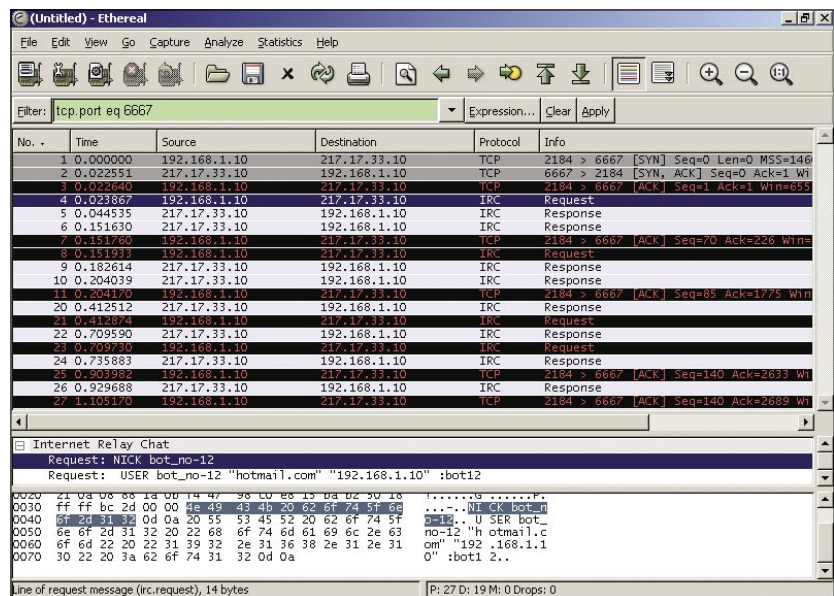 (Untitled) - Ethereal
File Edit View Go Capture Analyze Statistics Help
Filter: tcp.port eq 6667 Expression... Clear Apply
No. . Time Source Destination Protocol Info
1 0.000000 192.168.1.10 217.17.33.10 TCP 2184 > 6667 [SYN] Seq=0 Len=0 MSS=146
2 0.022551 217.17.33.10 192.168.1.10 TCP 6667 > 2184 [SYN, ACK] Seq=0 Ack=1 Wi
3 0.022640 192.168.1.10 217.17.33.10 TCP 2184 > 6667 [ACK] Seq=1 Ack=1 Win=655
4 0.023867 192.168.1.10 217.17.33.10 IRC Request
5 0.044535 217.17.33.10 192.168.1.10 IRC Response
6 0.151630 217.17.33.10 192.168.1.10 IRC Response
7 0.151760 192.168.1.10 217.17.33.10 TCP 2184 > 6667 [ACK] Seq=70 Ack=226 Win=
8 0.151933 192.168.1.10 217.17.33.10 IRC Request
9 0.182614 217.17.33.10 192.168.1.10 IRC Response
10 0.204039 217.17.33.10 192.168.1.10 IRC Response
11 0.204170 192.168.1.10 217.17.33.10 TCP 2184 > 6667 [ACK] Seq=85 Ack=1775 Win
20 0.412512 217.17.33.10 192.168.1.10 IRC Response
21 0.412874 192.168.1.10 217.17.33.10 IRC Request
22 0.709590 217.17.33.10 192.168.1.10 IRC Response
23 0.709730 192.168.1.10 217.17.33.10 IRC Request
24 0.735883 217.17.33.10 192.168.1.10 IRC Response
25 0.903982 192.168.1.10 217.17.33.10 TCP 2184 > 6667 [ACK] Seq=140 Ack=2633 Wi
26 0.929688 217.17.33.10 192.168.1.10 IRC Response
27 1.105170 192.168.1.10 217.17.33.10 TCP 2184 > 6667 [ACK] Seq=140 Ack=2689 Wi
Internet Relay Chat
Request: NICK bot_no-12
Request: USER bot_no-12 "hotmail.com" "192.168.1.10" :bot12
0020 21 0a 08 88 1a 0b f4 47 98 c0 e8 15 ba b2 50 18 !......G ......P.
0030 ff ff bc 2d 00 00 4e 49 43 4b 20 62 6f 74 5f 6e ...-..NI CK bot_n
0040 6f 2d 31 32 0d 0a 20 55 53 45 52 20 62 6f 74 5f o-12.. U SER bot_
0050 6e 6f 2d 31 32 20 22 68 6f 74 6d 61 69 6c 2e 63 no-12 "h otmail.c
0060 6f 6d 22 20 22 31 39 32 2e 31 36 38 2e 31 2e 31 om" "192 .168.1.1
0070 30 22 20 3a 62 6f 74 31 32 0d 0a 0" :bot1 2..
Line of request message (irc.request), 14 bytes P: 27 D: 19 M: 0 Drops: 0